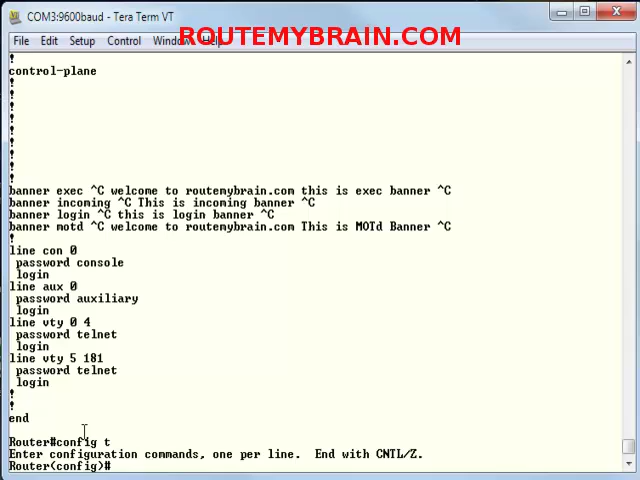 COM3:9600baud - Tera Term VT
ROUTEMYBRAIN.COM
File Edit Setup Control Window Help
!
control-plane
!
!
!
!
!
!
!
!
!
banner exec ^C welcome to routemybrain.com this is exec banner ^C
banner incoming ^C This is incoming banner ^C
banner login ^C this is login banner ^C
banner motd ^C welcome to routemybrain.com This is MOTd Banner ^C
!
line con 0
password console
login
line aux 0
password auxiliary
login
line vty 0 4
password telnet
login
line vty 5 181
password telnet
login
!
!
end
Router#config t
Enter configuration commands, one per line. End with CNTL/Z.
Router(config)#